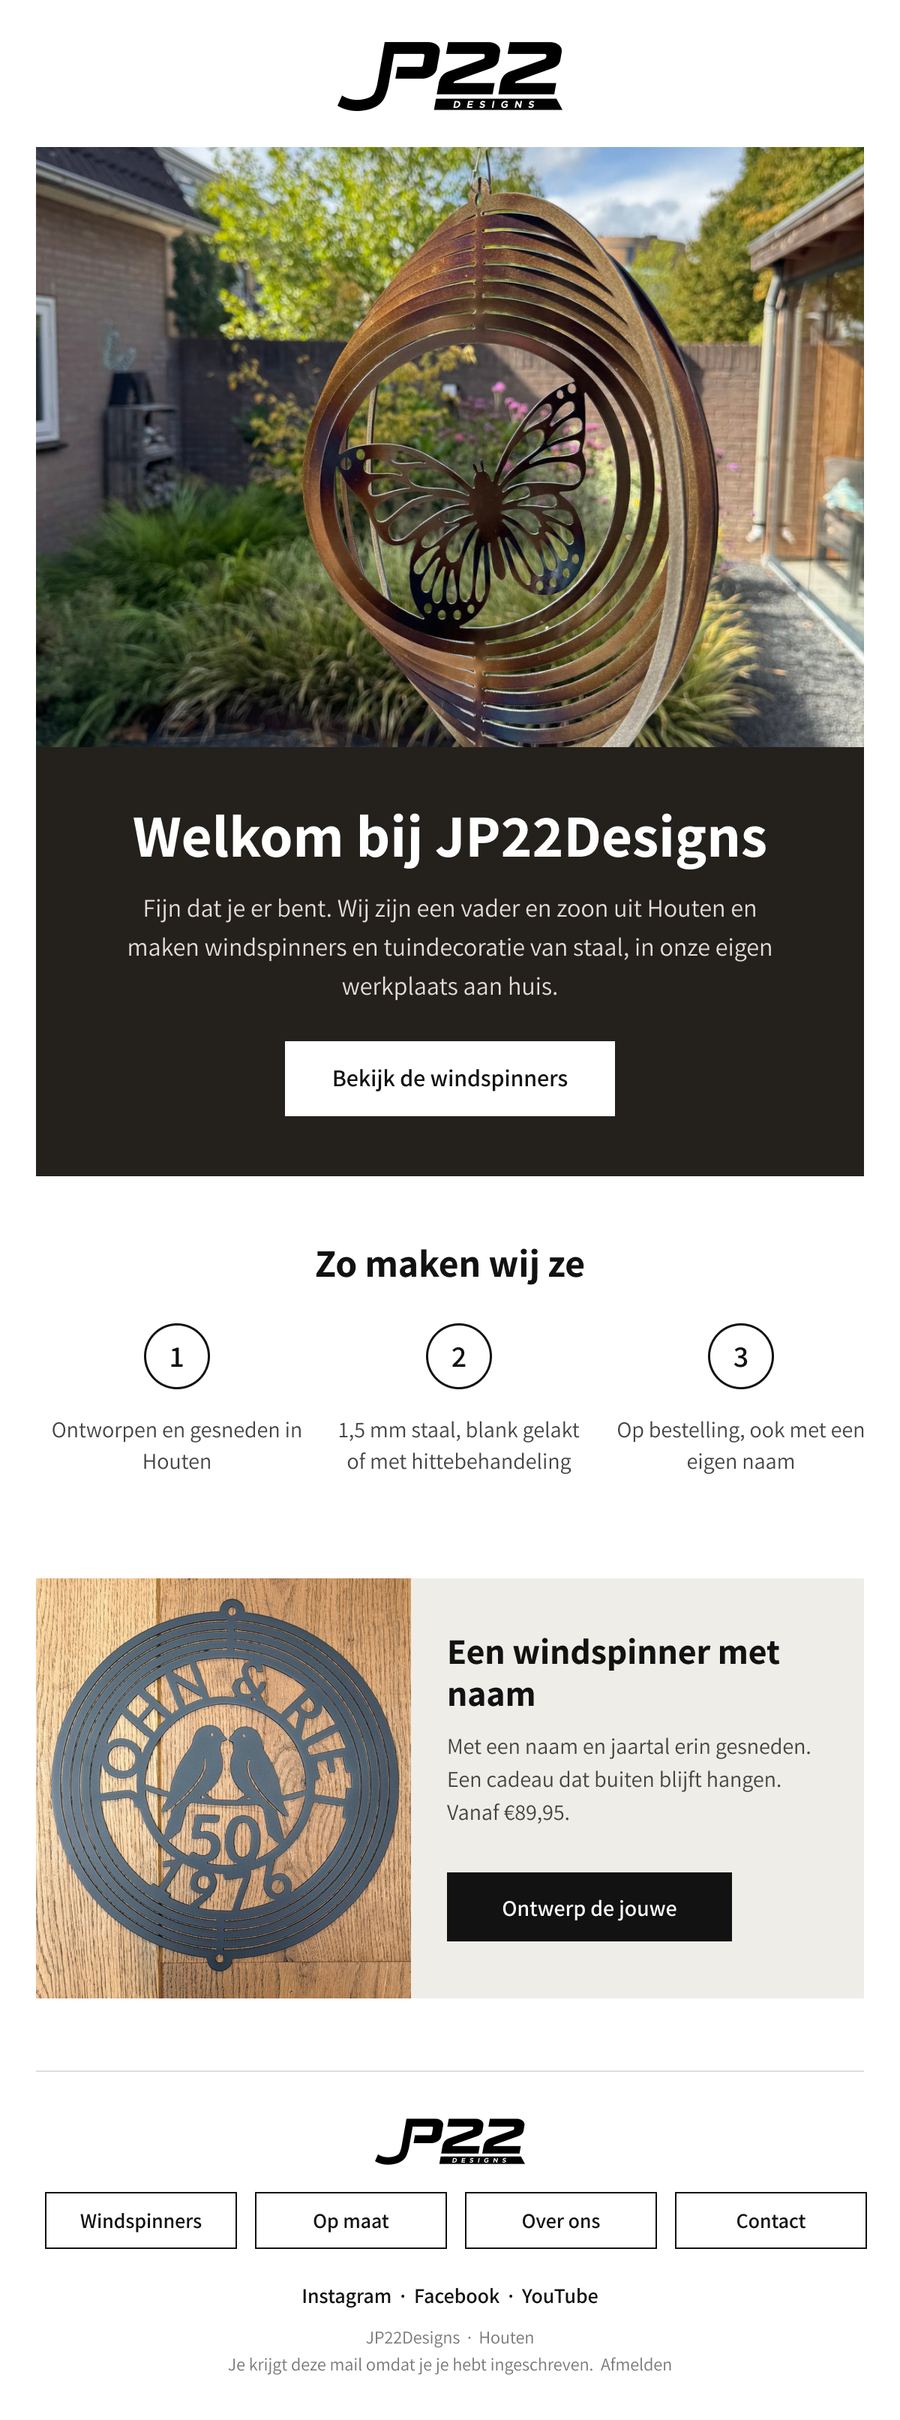 JP22
DESIGNS
Welkom bij JP22Designs
Fijn dat je er bent. Wij zijn een vader en zoon uit Houten en
maken windspinners en tuindecoratie van staal, in onze eigen
werkplaats aan huis.
Bekijk de windspinners
Zo maken wij ze
1
2
3
Ontworpen en gesneden in
Houten
1,5 mm staal, blank gelakt
of met hittebehandeling
Op bestelling, ook met een
eigen naam
JOHN & RIET
50
1976
Een windspinner met
naam
Met een naam en jaartal erin gesneden.
Een cadeau dat buiten blijft hangen.
Vanaf €89,95.
Ontwerp de jouwe
JP22
DESIGNS
Windspinners
Op maat
Over ons
Contact
Instagram · Facebook · YouTube
JP22Designs · Houten
Je krijgt deze mail omdat je je hebt ingeschreven. Afmelden